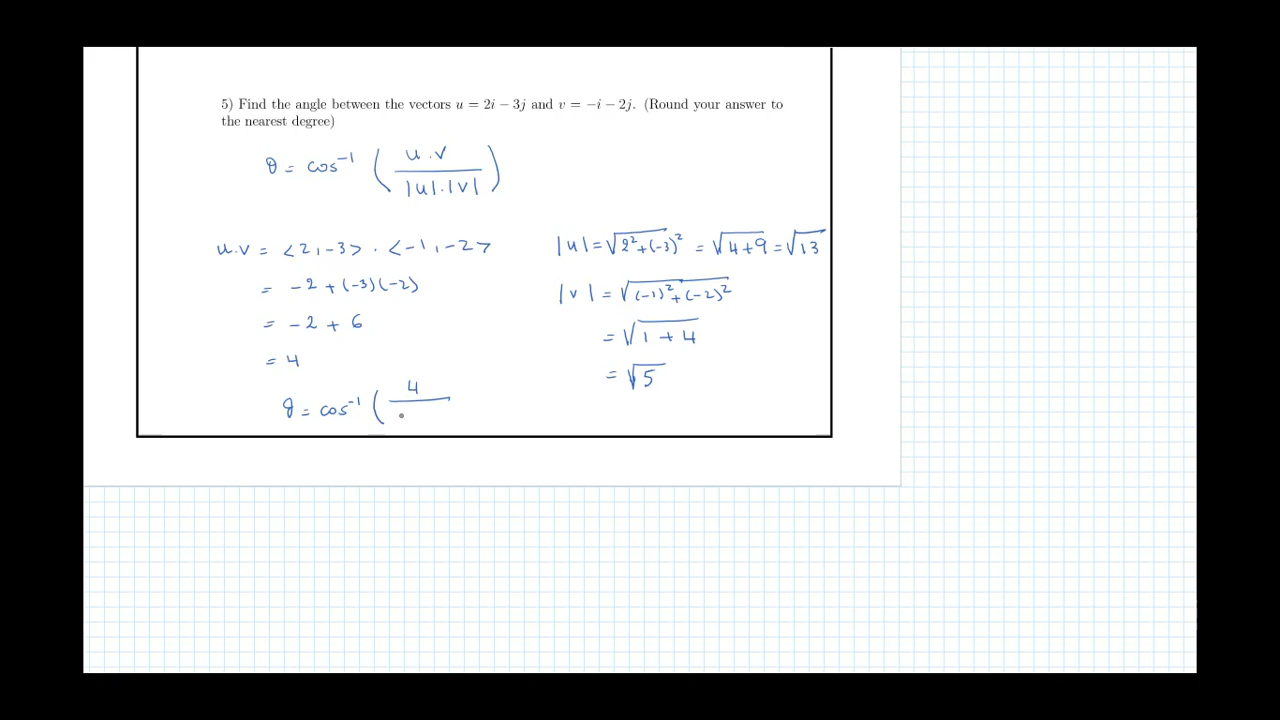 5) Find the angle between the vectors u = 2i − 3j and v = −i − 2j. (Round your answer to
the nearest degree)
θ = cos⁻¹ ( u.v / |u|.|v| )
u.v = <2,-3> . <-1,-2>
= -2 + (-3)(-2)
= -2 + 6
= 4
θ = cos⁻¹ ( 4
|u| = √2²+(-3)² = √4+9 = √13
|v| = √(-1)²+(-2)²
= √1+4
= √5